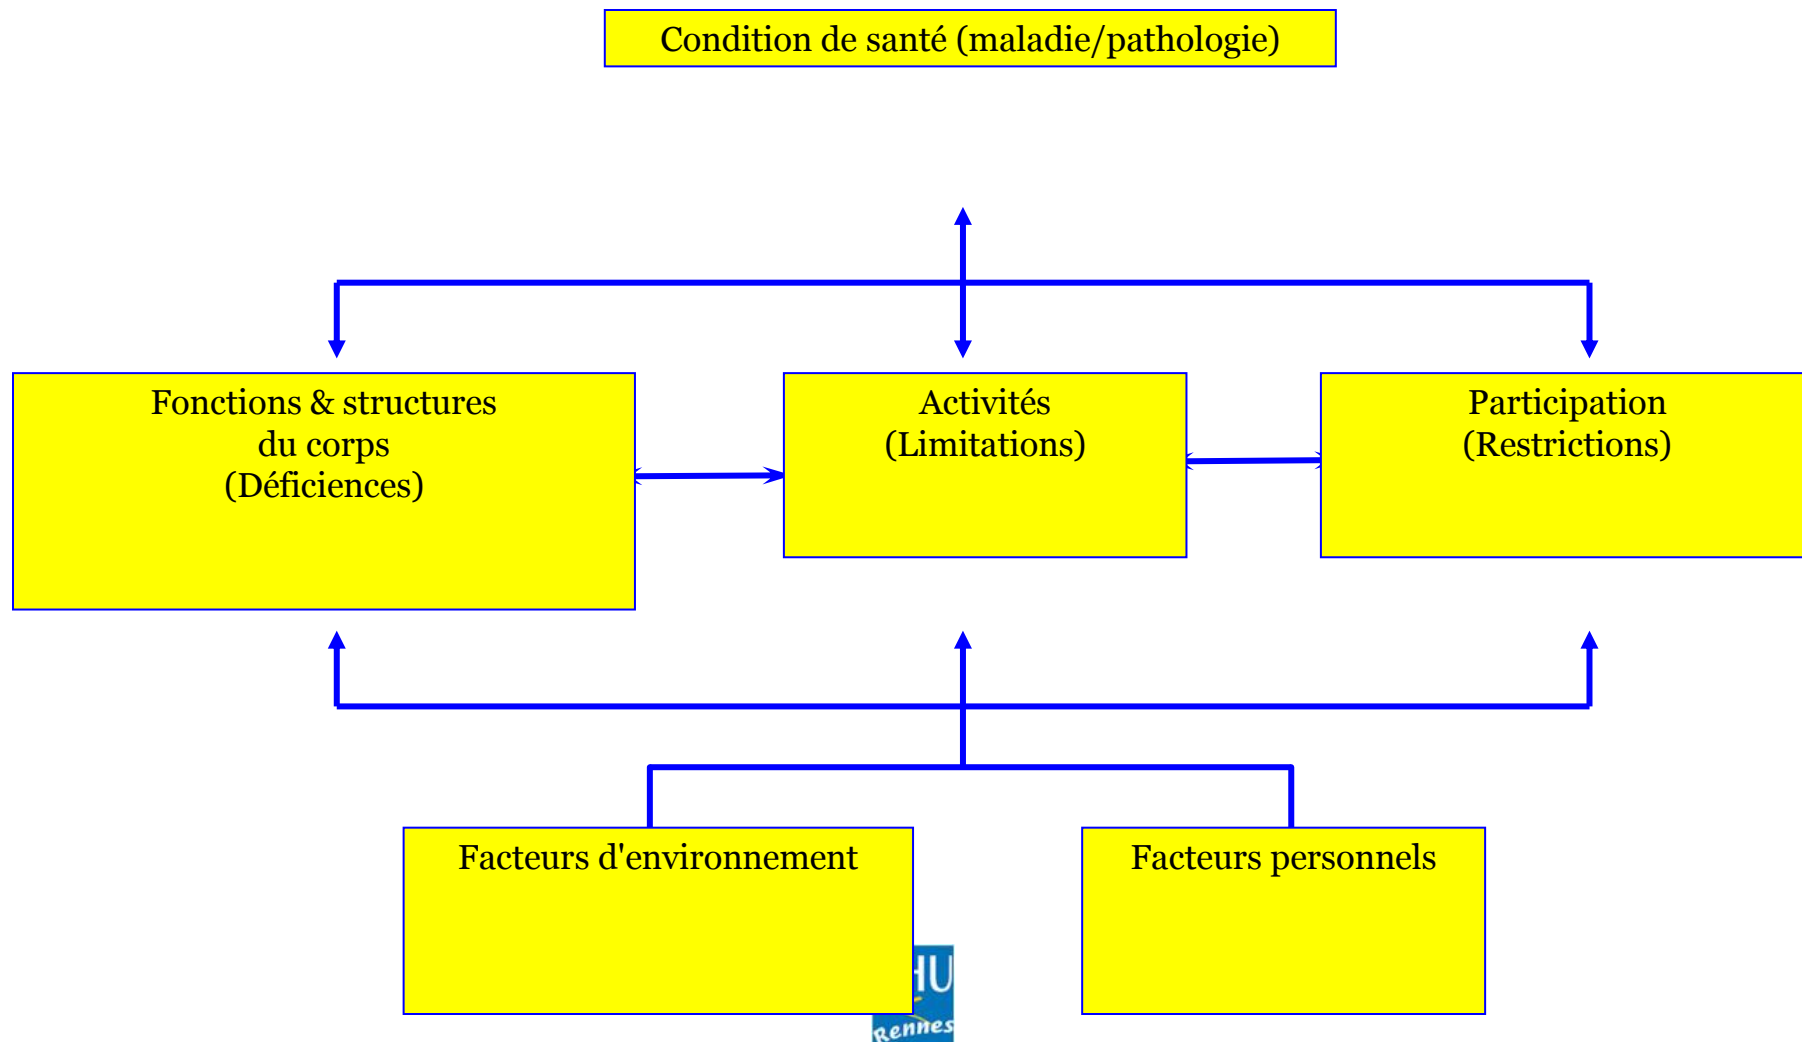 Condition de santé (maladie/pathologie)
Fonctions & structures
du corps
(Déficiences)
Activités
(Limitations)
Participation
(Restrictions)
Facteurs d'environnement
Facteurs personnels
HU
Rennes